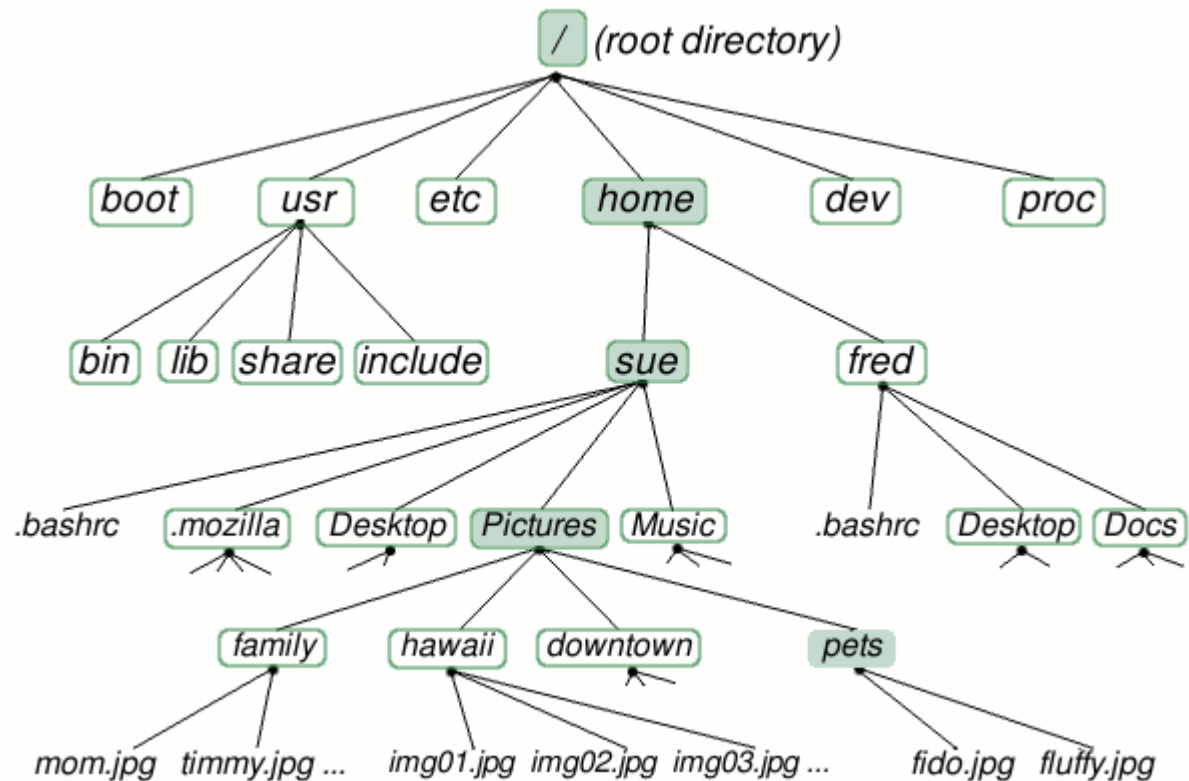 / (root directory)
boot usr etc home dev proc
bin lib share include sue fred
.bashrc .mozilla Desktop Pictures Music .bashrc Desktop Docs
family hawaii downtown pets
mom.jpg timmy.jpg ... img01.jpg img02.jpg img03.jpg ... fido.jpg fluffy.jpg